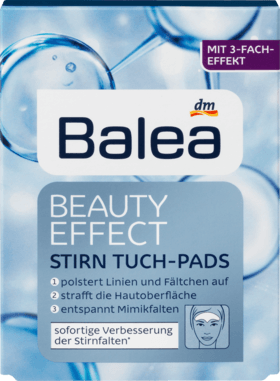 MIT 3-FACH-
EFFEKT
dm
Balea
BEAUTY
EFFECT
STIRN TUCH-PADS
1 polstert Linien und Fältchen auf
2 strafft die Hautoberfläche
3 entspannt Mimikfalten
sofortige Verbesserung
der Stirnfalten*